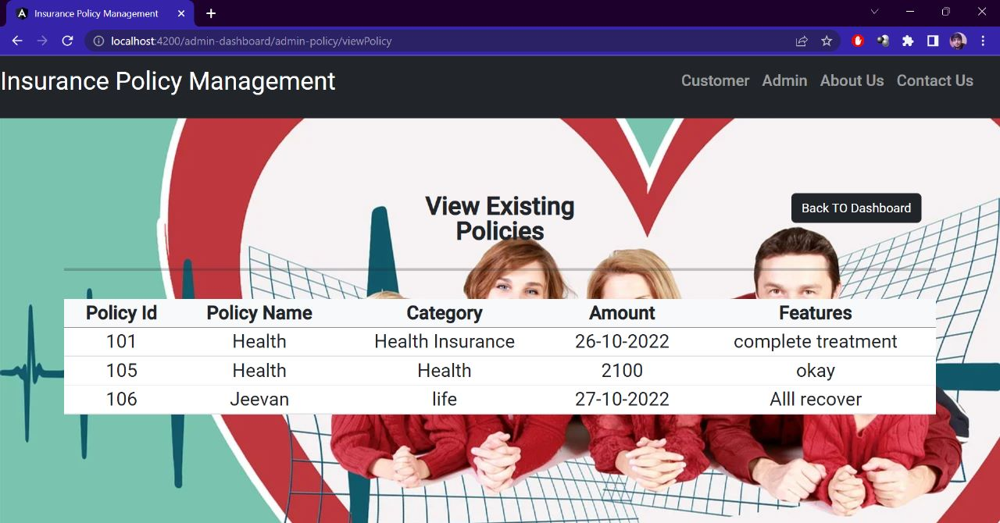 Insurance Policy Management
localhost:4200/admin-dashboard/admin-policy/viewPolicy
Insurance Policy Management Customer Admin About Us Contact Us
View Existing
Policies
Back TO Dashboard
Policy Id Policy Name Category Amount Features
101 Health Health Insurance 26-10-2022 complete treatment
105 Health Health 2100 okay
106 Jeevan life 27-10-2022 Alll recover